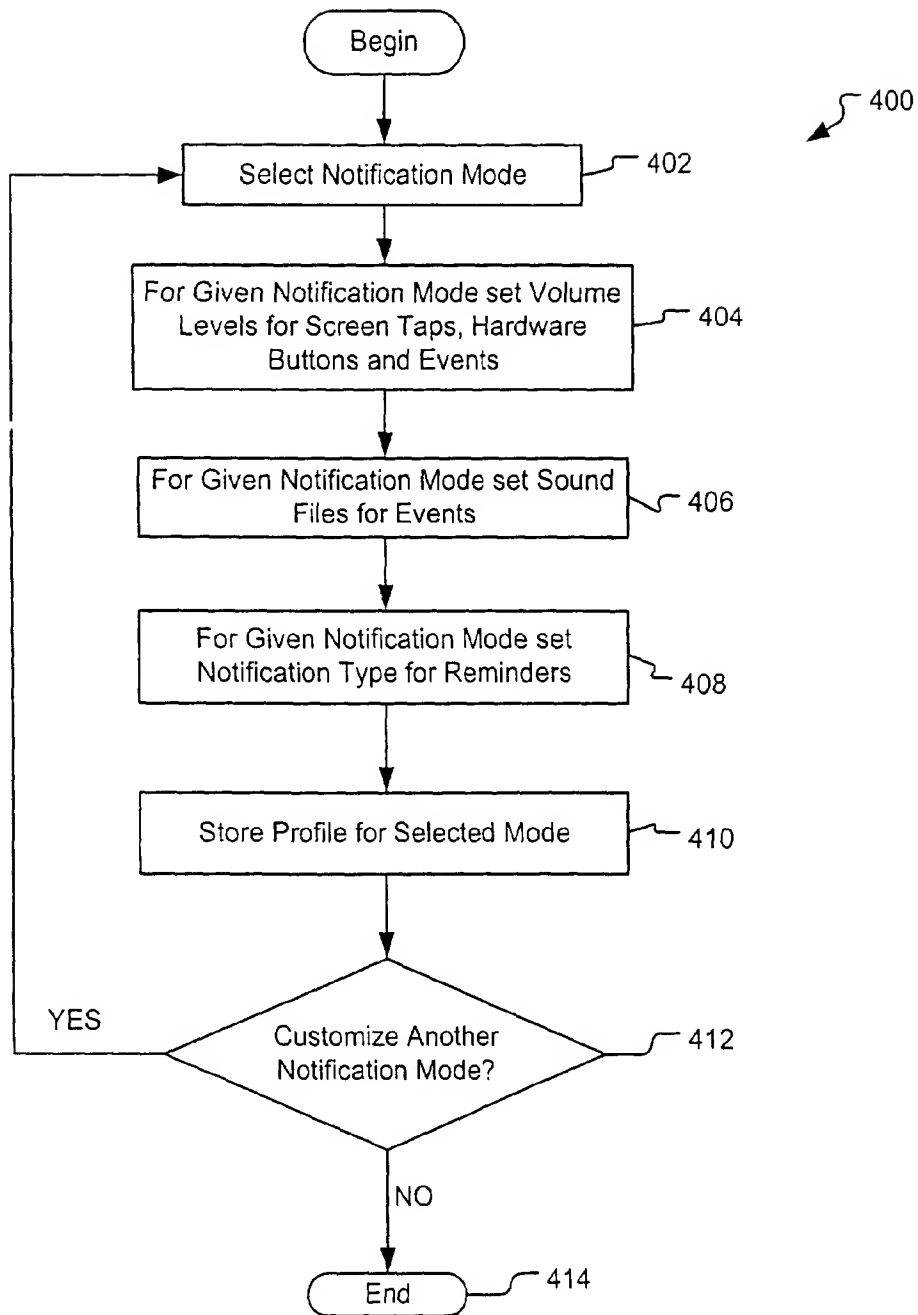 Begin
400
Select Notification Mode
402
For Given Notification Mode set Volume
Levels for Screen Taps, Hardware
Buttons and Events
404
For Given Notification Mode set Sound
Files for Events
406
For Given Notification Mode set
Notification Type for Reminders
408
Store Profile for Selected Mode
410
YES
Customize Another
Notification Mode?
412
NO
End
414